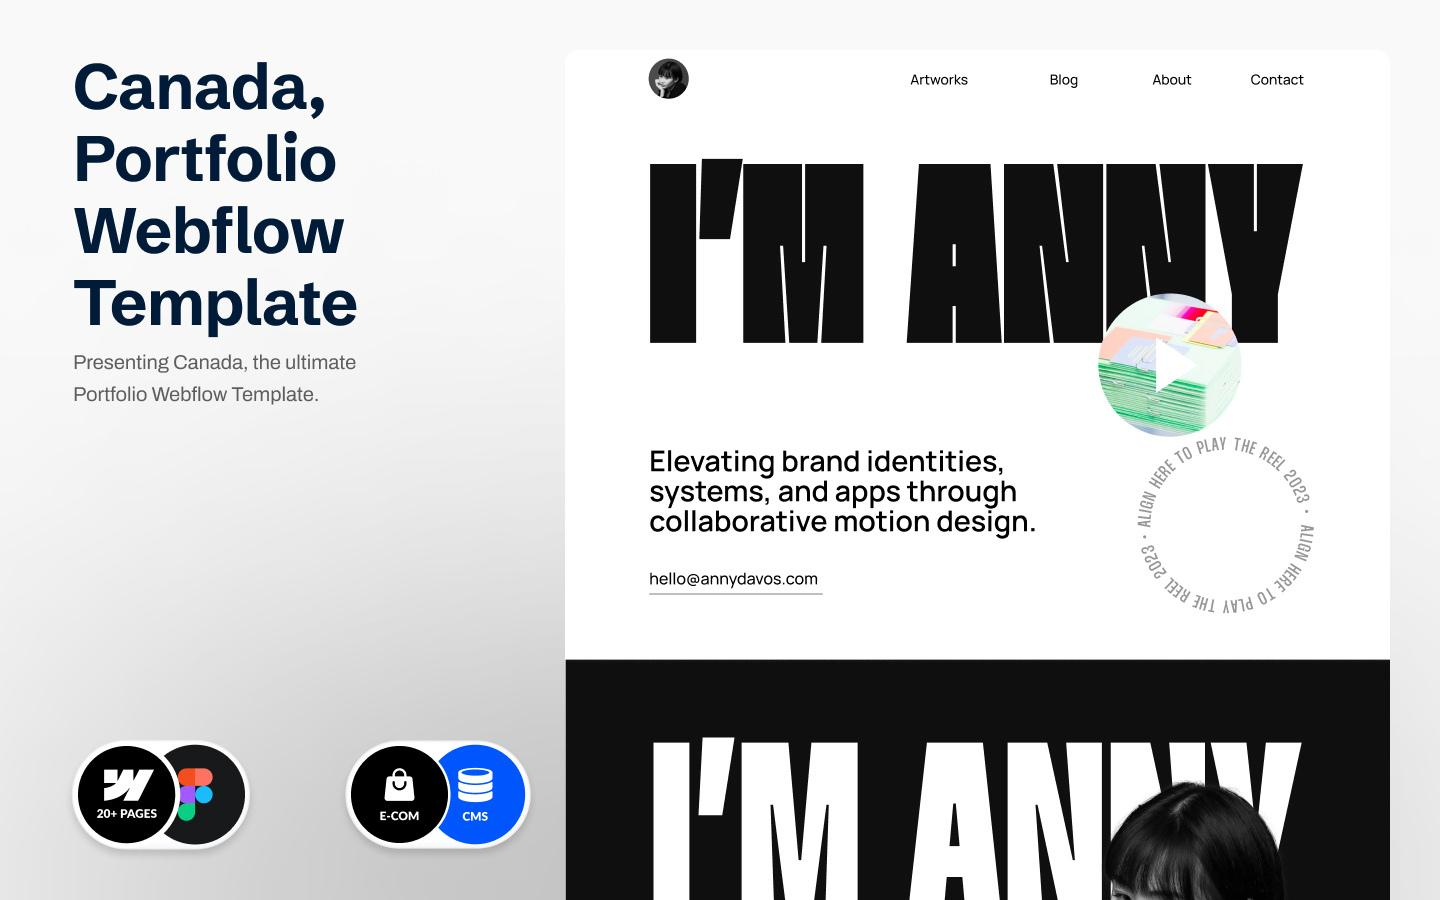 Canada,
Portfolio
Webflow
Template
Presenting Canada, the ultimate
Portfolio Webflow Template.
20+ PAGES
E-COM
CMS
Artworks
Blog
About
Contact
I'M ANNY
Elevating brand identities,
systems, and apps through
collaborative motion design.
hello@annydavos.com
ALIGN HERE TO PLAY THE REEL 2023 • ALIGN HERE TO PLAY THE REEL 2023 •
I'M ANNY